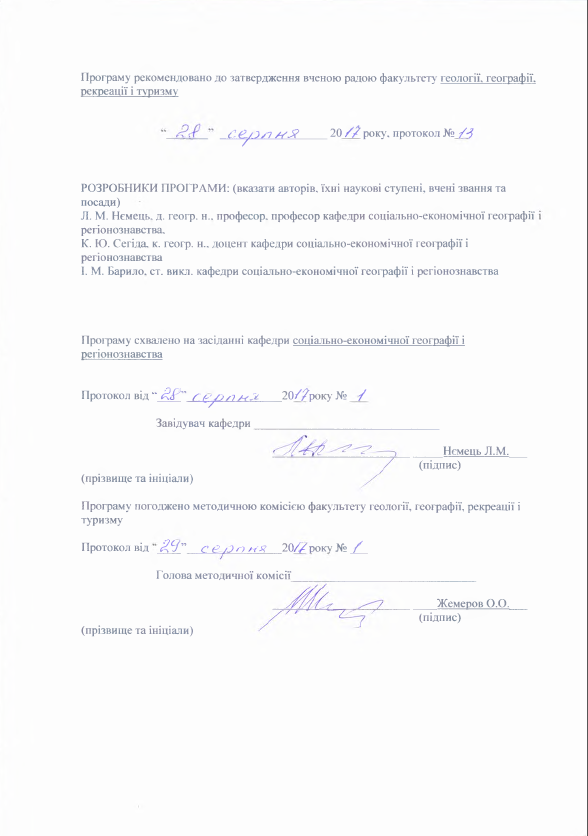 Програму рекомендовано до затвердження вченою радою факультету геології, географії,
рекреації і туризму
“ 28 ” серпня 2017 року, протокол № 13
РОЗРОБНИКИ ПРОГРАМИ: (вказати авторів, їхні наукові ступені, вчені звання та
посади)
Л. М. Нємець, д. геогр. н., професор, професор кафедри соціально-економічної географії і
регіонознавства,
К. Ю. Сегіда, к. геогр. н., доцент кафедри соціально-економічної географії і
регіонознавства
І. М. Барило, ст. викл. кафедри соціально-економічної географії і регіонознавства
Програму схвалено на засіданні кафедри соціально-економічної географії і
регіонознавства
Протокол від “ 28 ” серпня 2017 року № 1
Завідувач кафедри
Нємець Л.М.
(підпис)
(прізвище та ініціали)
Програму погоджено методичною комісією факультету геології, географії, рекреації і
туризму
Протокол від “ 29 ” серпня 2017 року № 1
Голова методичної комісії
Жемеров О.О.
(підпис)
(прізвище та ініціали)